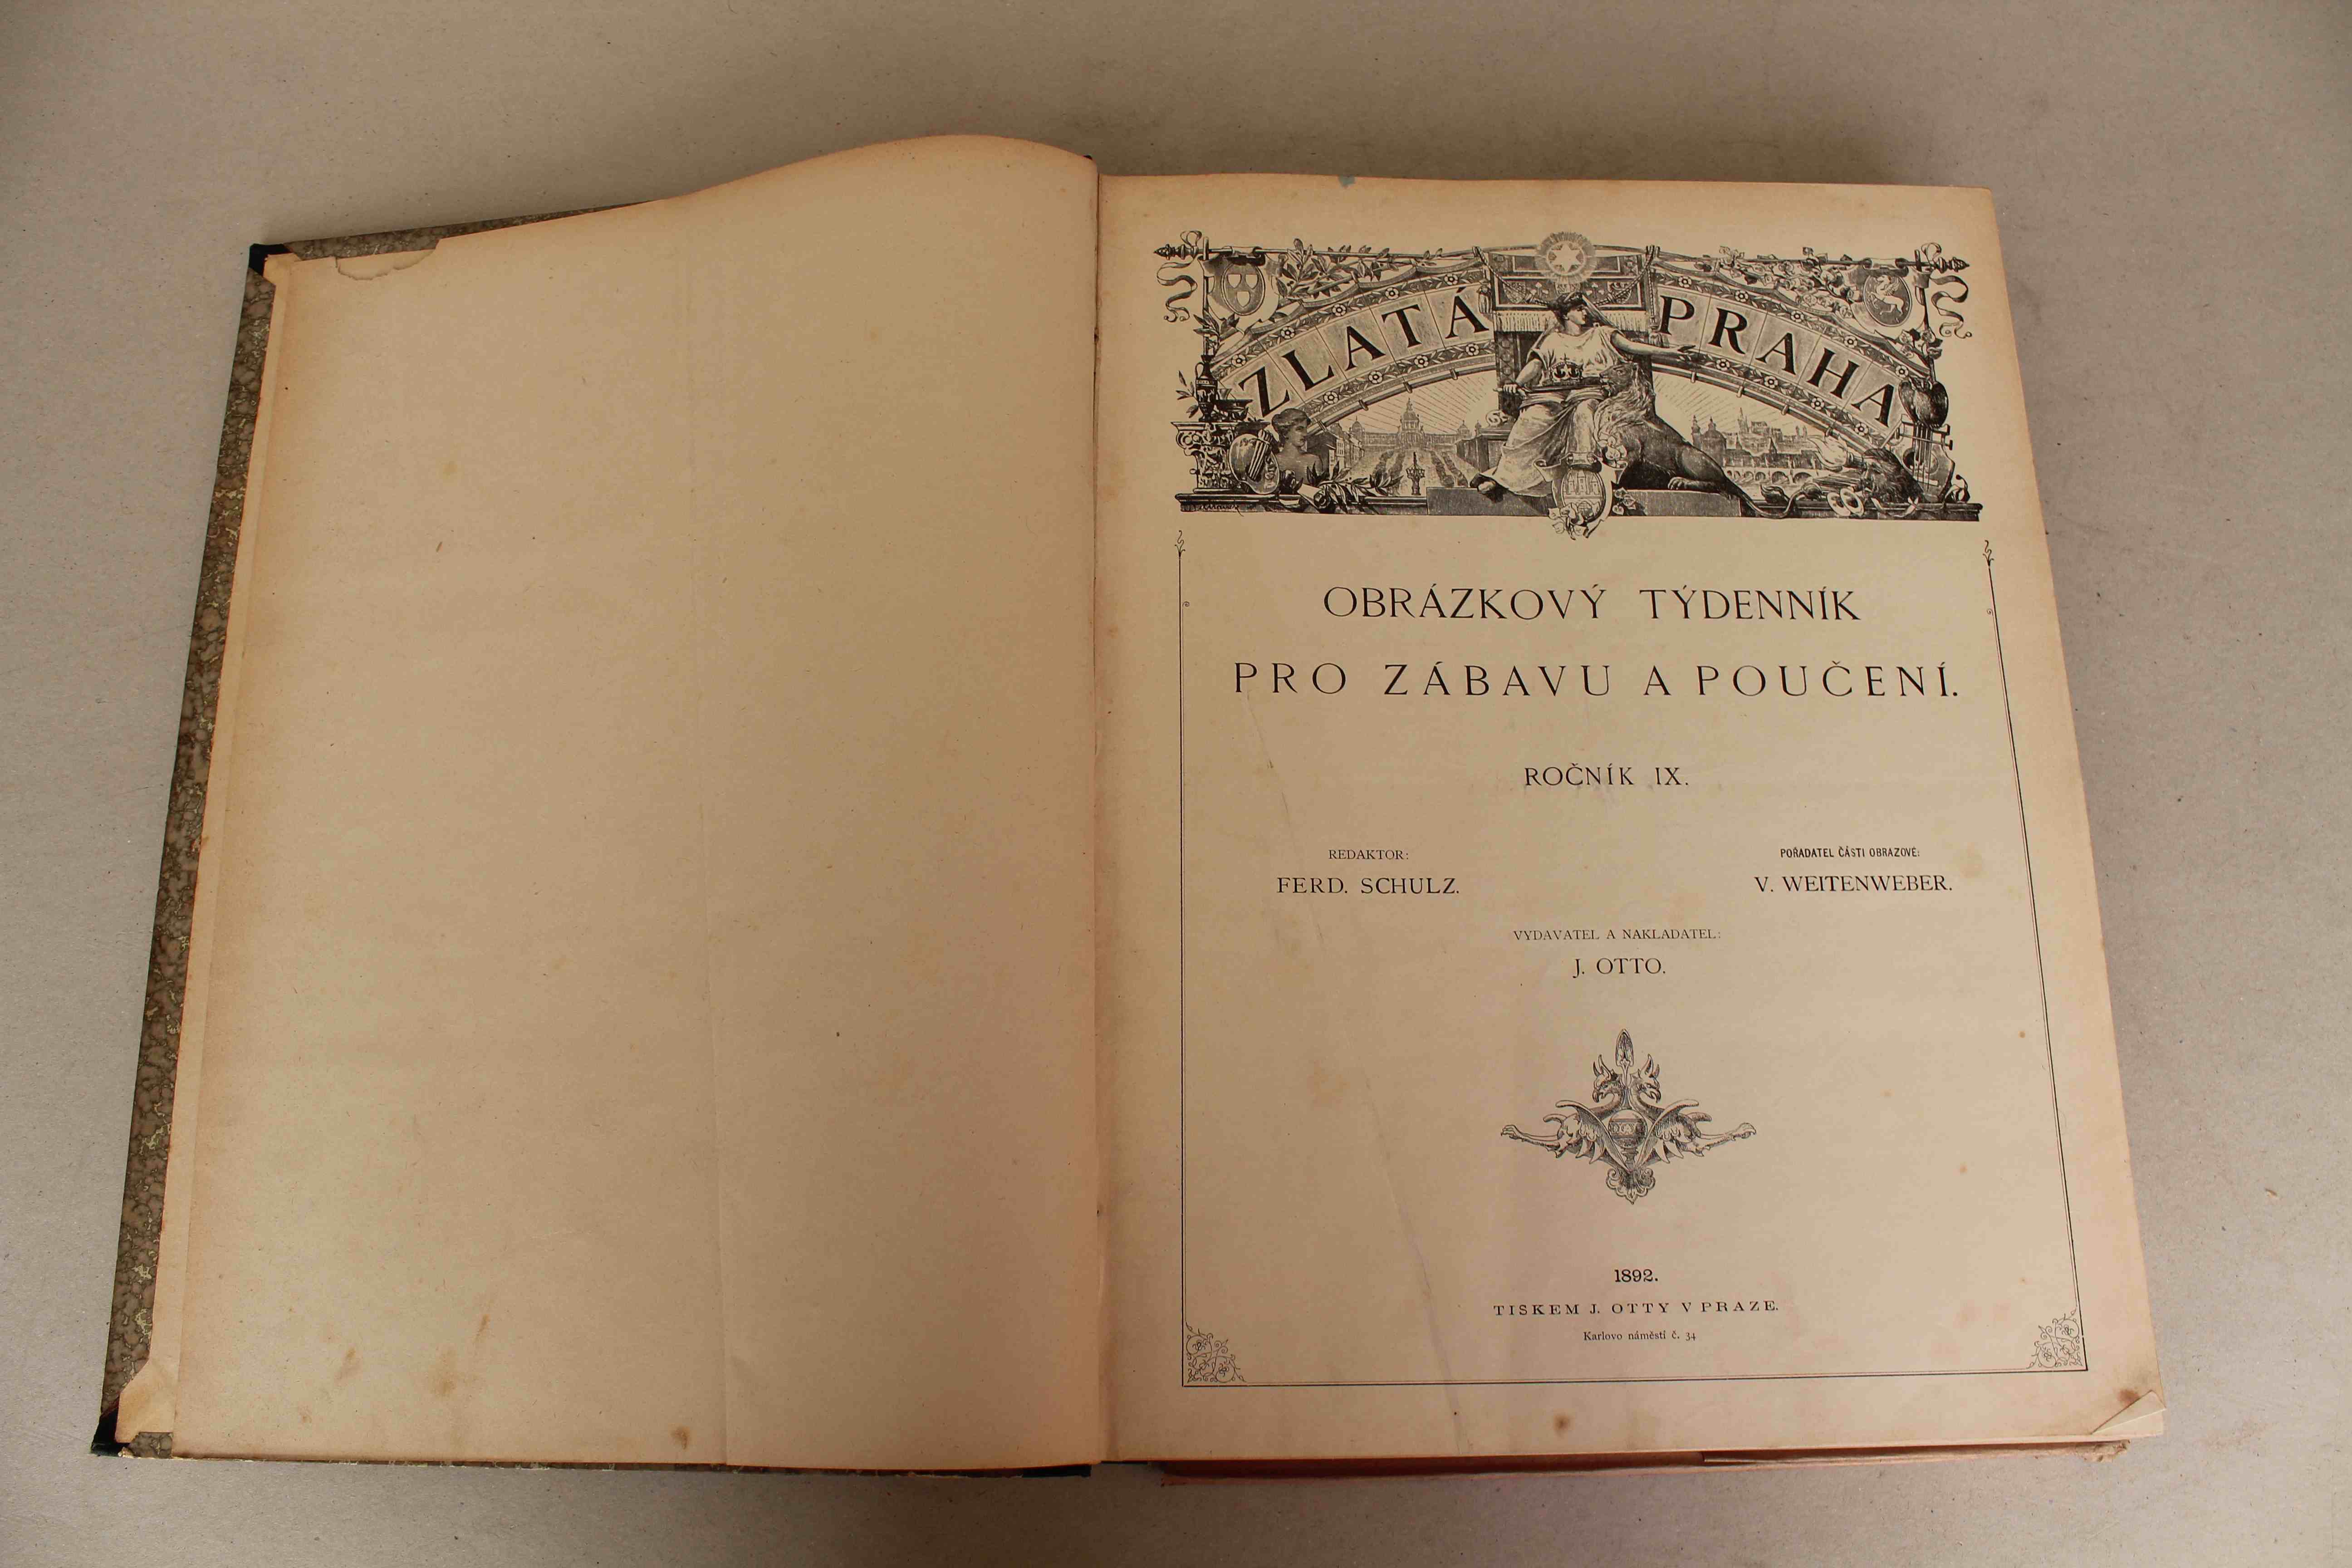 ZLATÁ PRAHA
OBRÁZKOVÝ TÝDENNÍK
PRO ZÁBAVU A POUČENÍ.
ROČNÍK IX.
REDAKTOR:
FERD. SCHULZ.
POŘADATEL ČÁSTI OBRAZOVÉ:
V. WEITENWEBER.
VYDAVATEL A NAKLADATEL:
J. OTTO.
1892.
TISKEM J. OTTY V PRAZE.
Karlovo náměstí č. 34